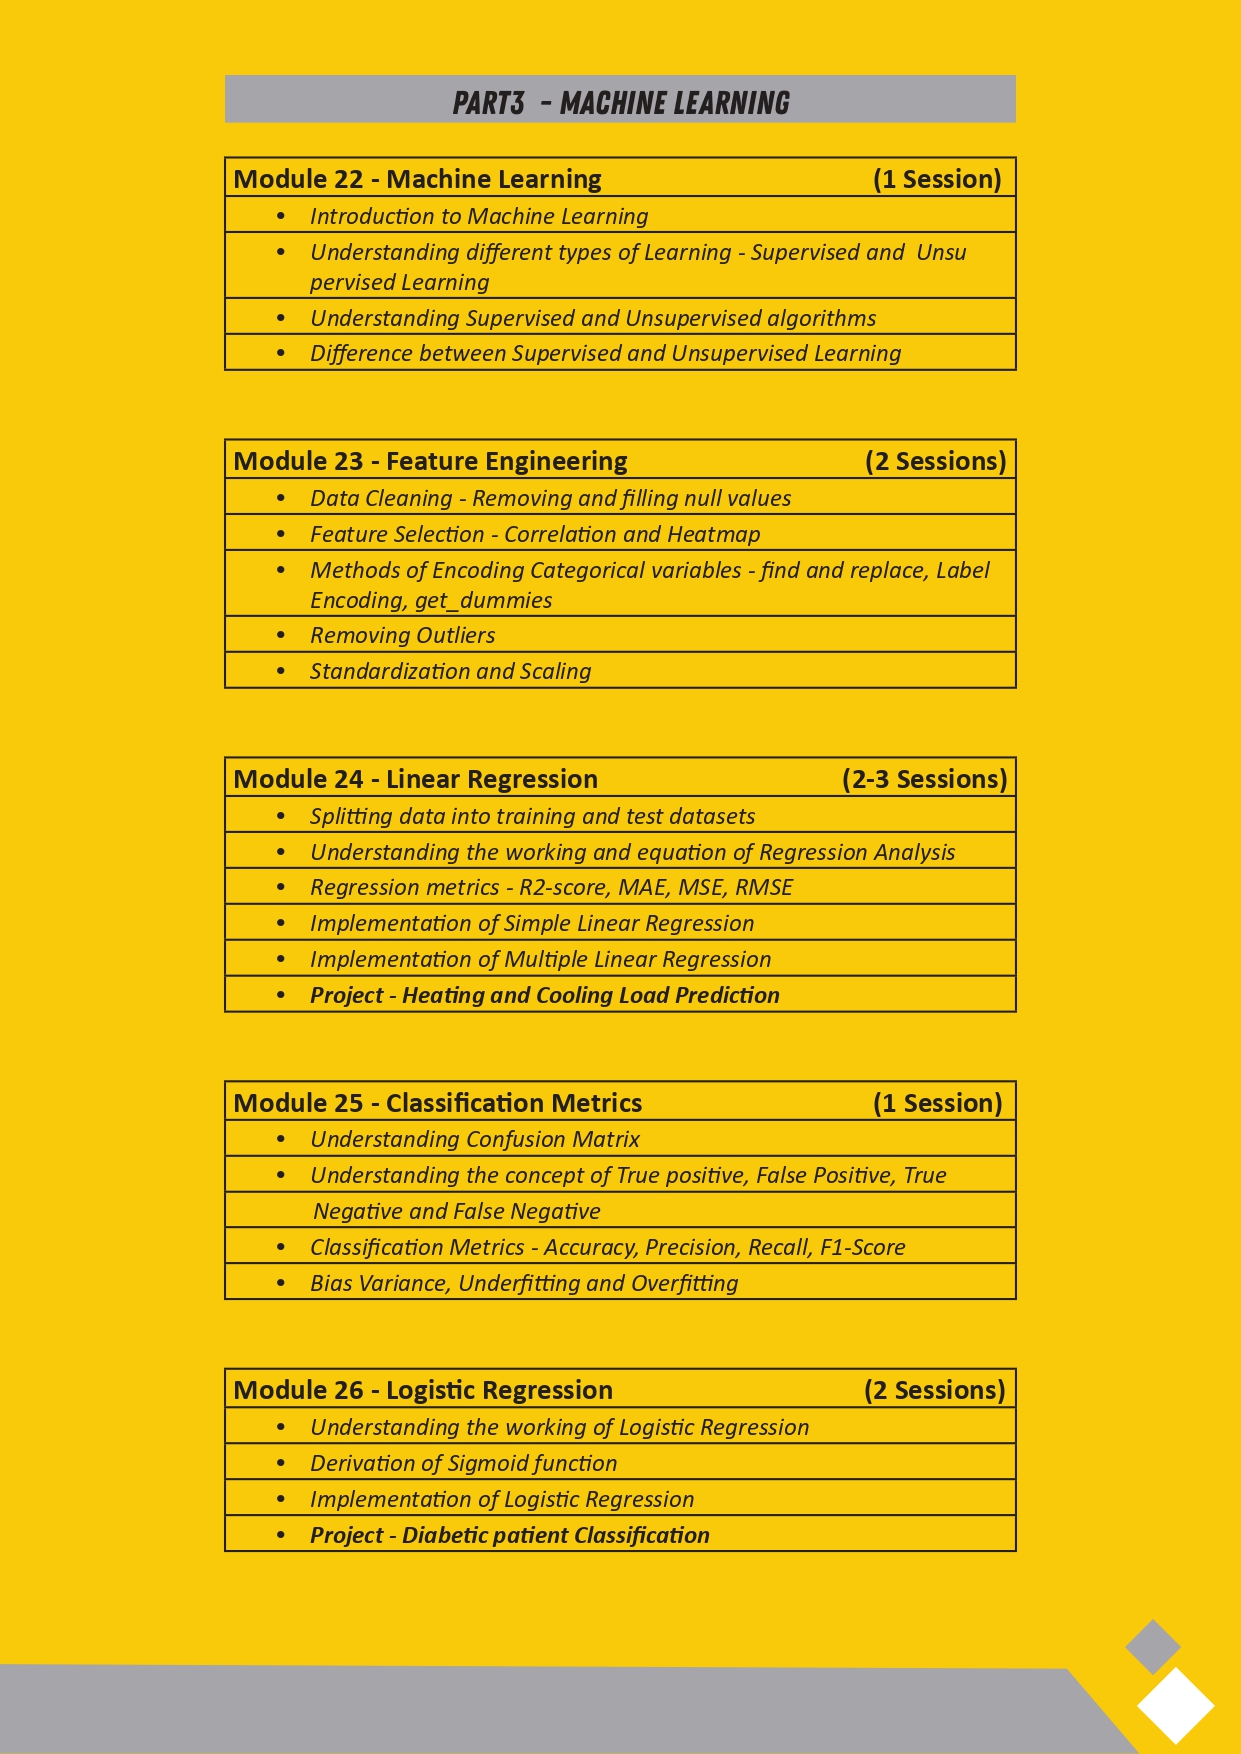 PART3 - MACHINE LEARNING
Module 22 - Machine Learning (1 Session)
• Introduction to Machine Learning
• Understanding different types of Learning - Supervised and Unsu
pervised Learning
• Understanding Supervised and Unsupervised algorithms
• Difference between Supervised and Unsupervised Learning
Module 23 - Feature Engineering (2 Sessions)
• Data Cleaning - Removing and filling null values
• Feature Selection - Correlation and Heatmap
• Methods of Encoding Categorical variables - find and replace, Label
Encoding, get_dummies
• Removing Outliers
• Standardization and Scaling
Module 24 - Linear Regression (2-3 Sessions)
• Splitting data into training and test datasets
• Understanding the working and equation of Regression Analysis
• Regression metrics - R2-score, MAE, MSE, RMSE
• Implementation of Simple Linear Regression
• Implementation of Multiple Linear Regression
• Project - Heating and Cooling Load Prediction
Module 25 - Classification Metrics (1 Session)
• Understanding Confusion Matrix
• Understanding the concept of True positive, False Positive, True
Negative and False Negative
• Classification Metrics - Accuracy, Precision, Recall, F1-Score
• Bias Variance, Underfitting and Overfitting
Module 26 - Logistic Regression (2 Sessions)
• Understanding the working of Logistic Regression
• Derivation of Sigmoid function
• Implementation of Logistic Regression
• Project - Diabetic patient Classification